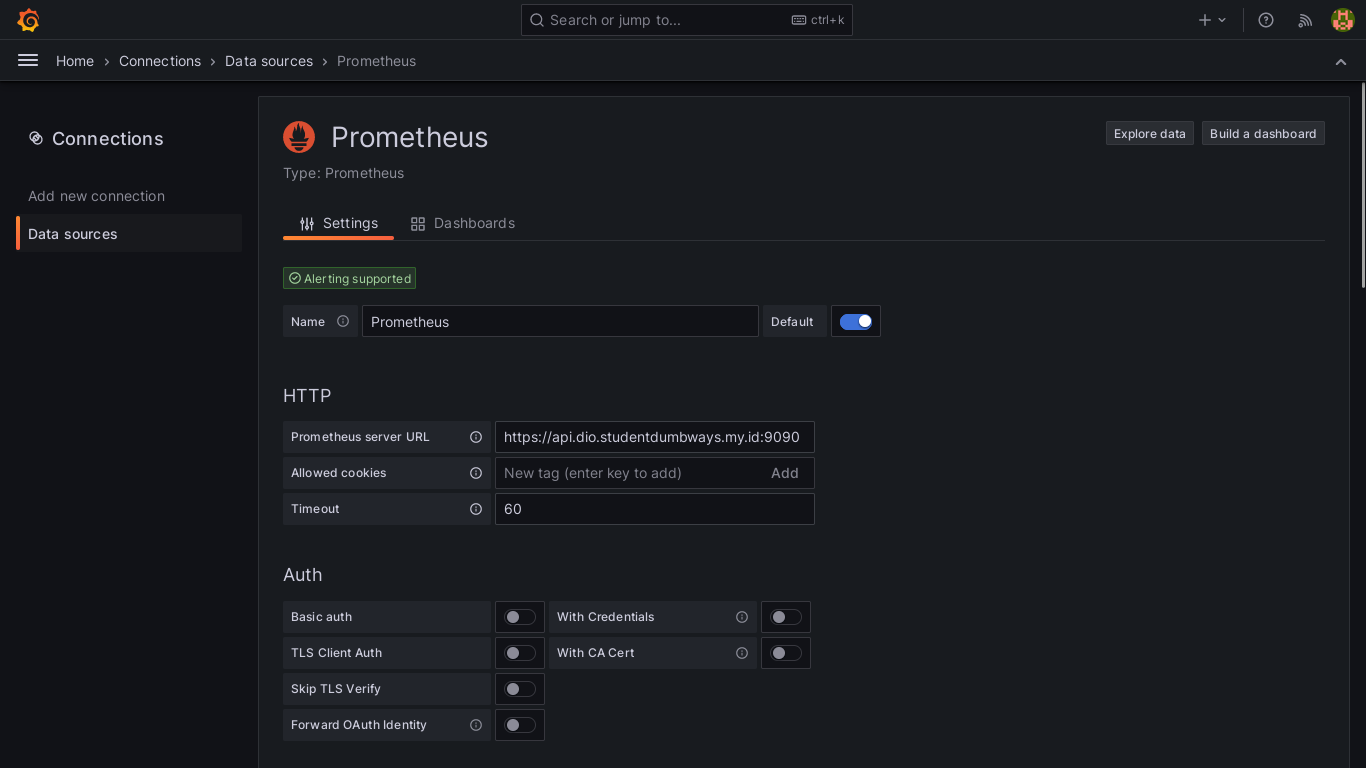 Search or jump to... ctrl+k
Home › Connections › Data sources › Prometheus
Connections
Add new connection
Data sources
Prometheus
Explore data Build a dashboard
Type: Prometheus
Settings Dashboards
Alerting supported
Name Prometheus Default
HTTP
Prometheus server URL https://api.dio.studentdumbways.my.id:9090
Allowed cookies New tag (enter key to add) Add
Timeout 60
Auth
Basic auth With Credentials
TLS Client Auth With CA Cert
Skip TLS Verify
Forward OAuth Identity